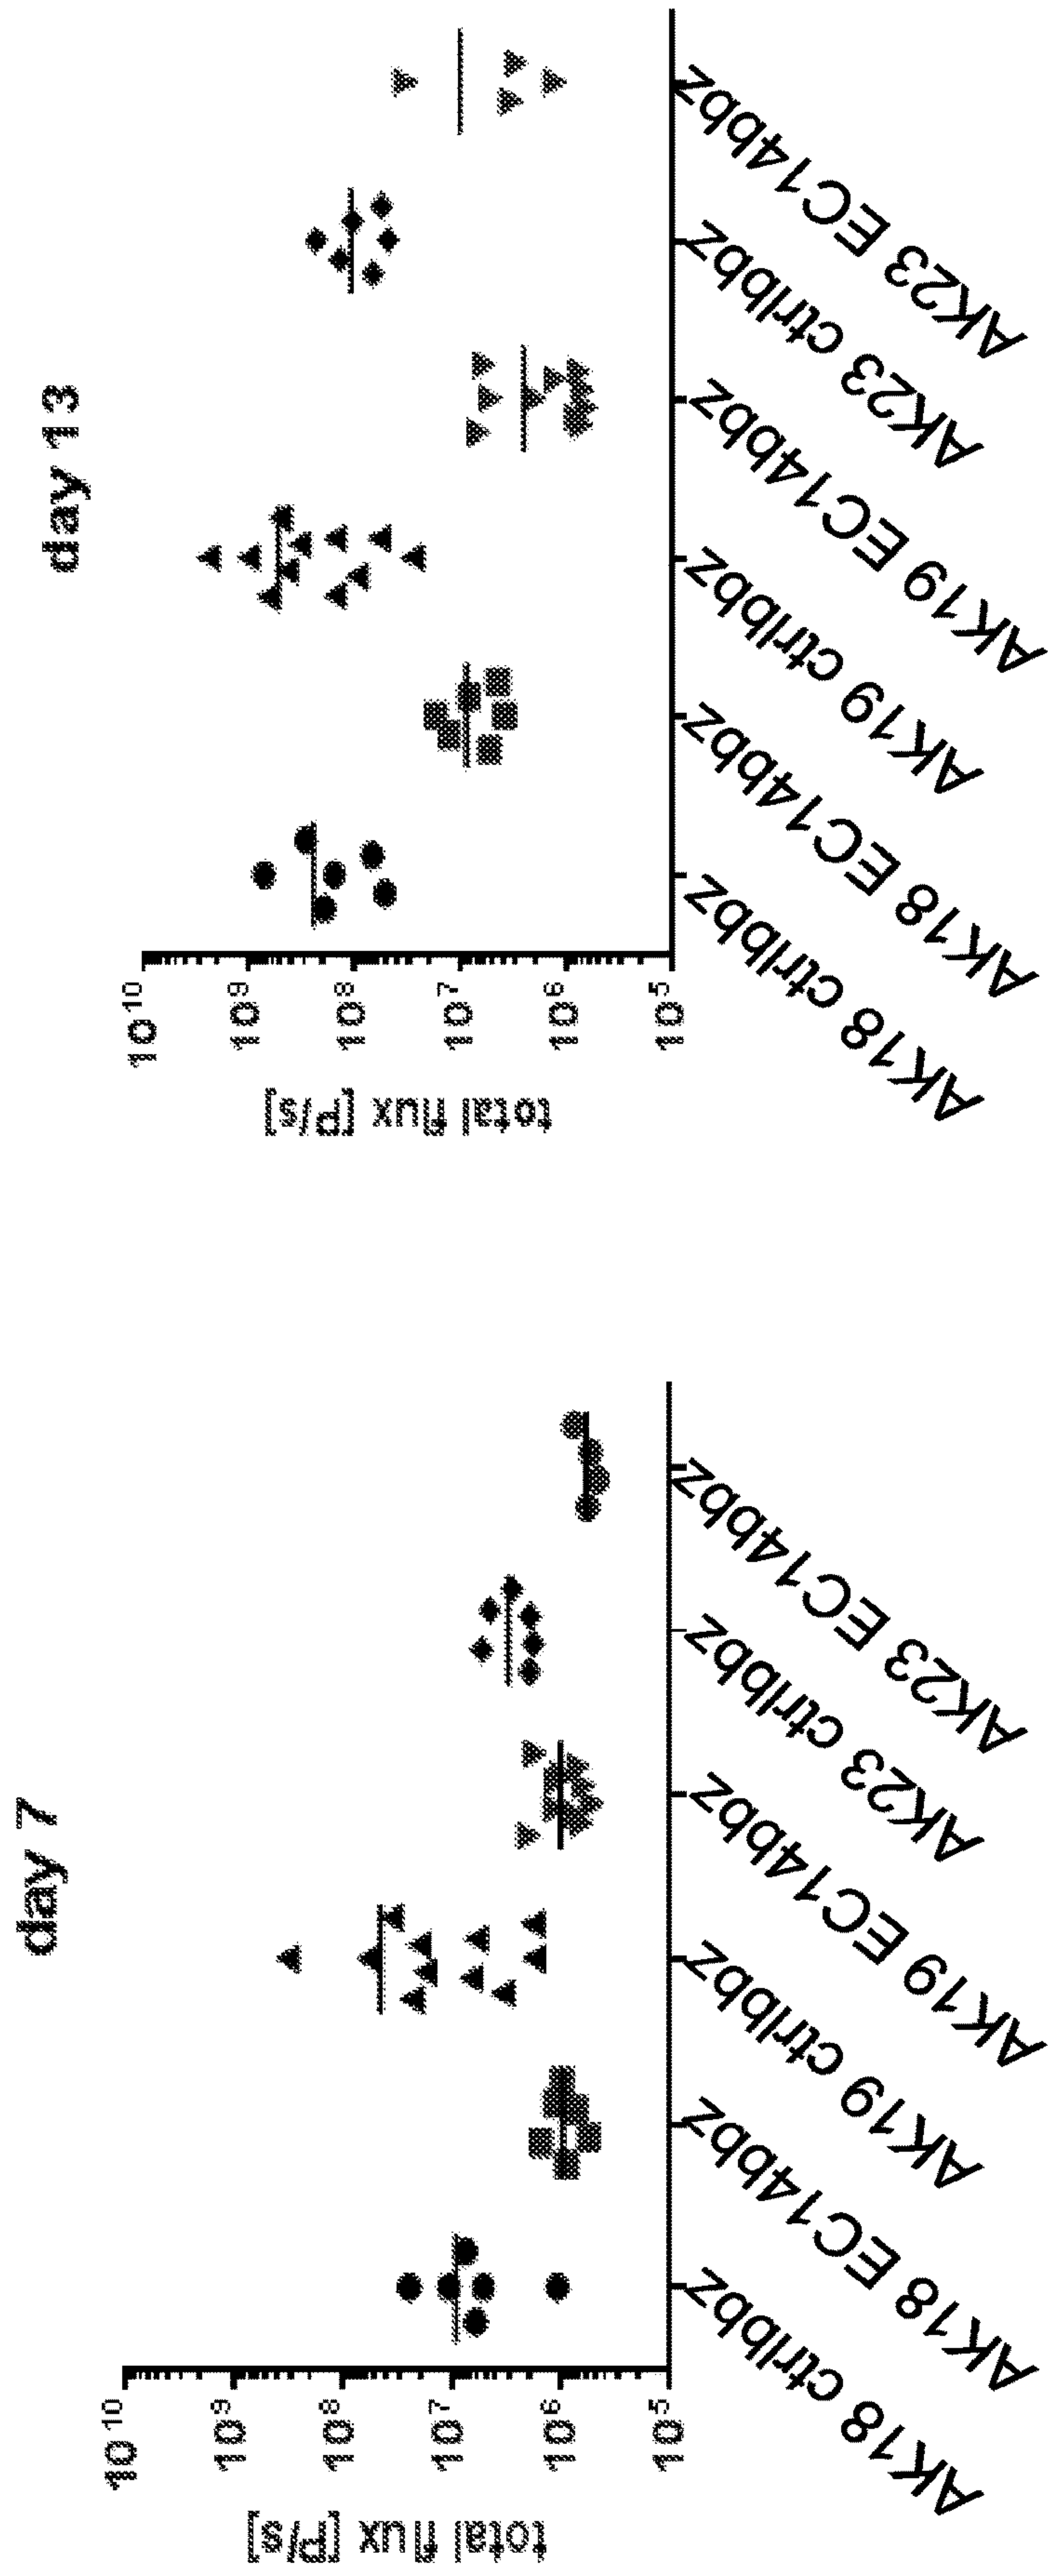 day 7
total flux [P/s]
10^10
10^9
10^8
10^7
10^6
10^5
AK18 ctrlbbz
AK18 EC14bbz
AK19 ctrlbbz
AK19 EC14bbz
AK23 ctrlbbz
AK23 EC14bbz
day 13
total flux [P/s]
10^10
10^9
10^8
10^7
10^6
10^5
AK18 ctrlbbz
AK18 EC14bbz
AK19 ctrlbbz
AK19 EC14bbz
AK23 ctrlbbz
AK23 EC14bbz